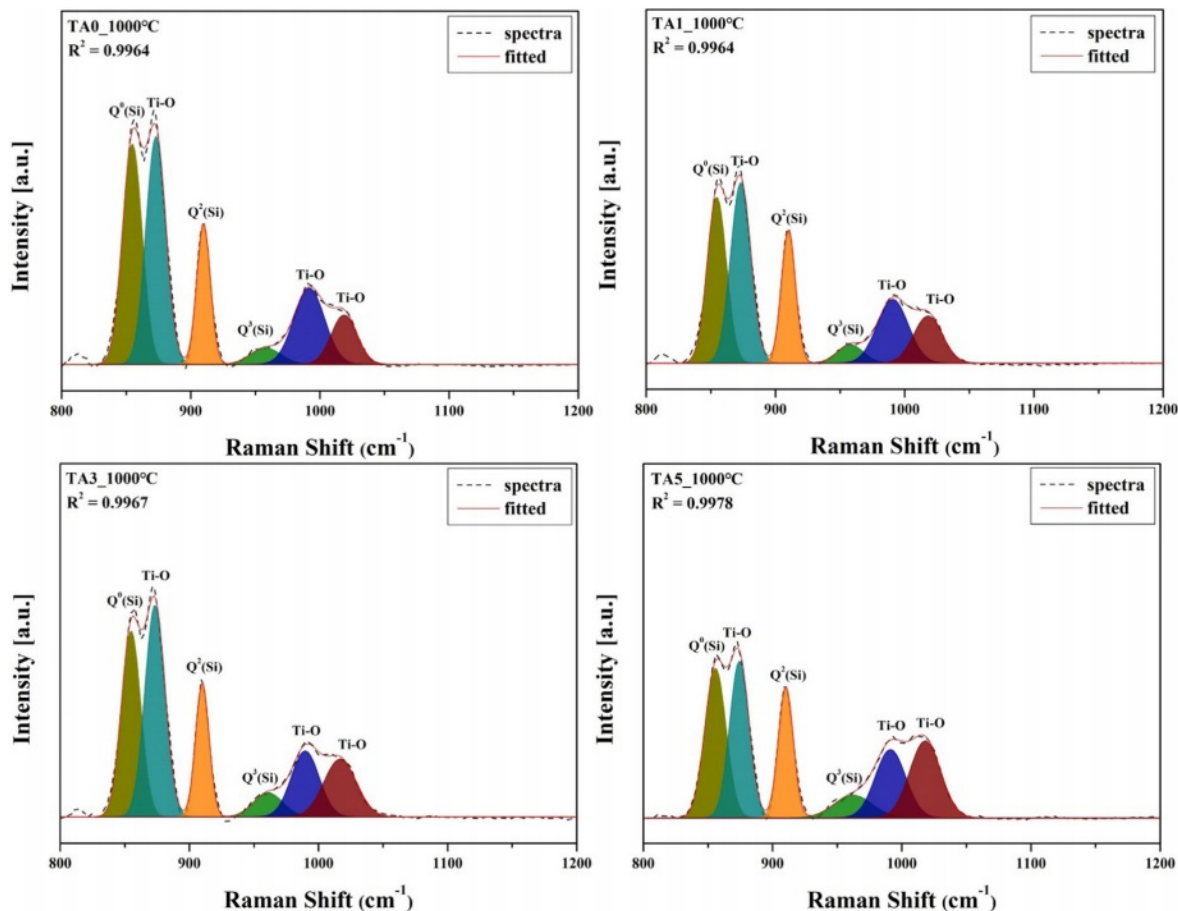 TA0_1000°C
R² = 0.9964
spectra
fitted
Q⁰(Si)
Ti-O
Q²(Si)
Q³(Si)
Ti-O
Ti-O
Intensity [a.u.]
800 900 1000 1100 1200
Raman Shift (cm⁻¹)
TA1_1000°C
R² = 0.9964
spectra
fitted
Q⁰(Si)
Ti-O
Q²(Si)
Q³(Si)
Ti-O
Ti-O
Intensity [a.u.]
800 900 1000 1100 1200
Raman Shift (cm⁻¹)
TA3_1000°C
R² = 0.9967
spectra
fitted
Q⁰(Si)
Ti-O
Q²(Si)
Q³(Si)
Ti-O
Ti-O
Intensity [a.u.]
800 900 1000 1100 1200
Raman Shift (cm⁻¹)
TA5_1000°C
R² = 0.9978
spectra
fitted
Q⁰(Si)
Ti-O
Q²(Si)
Q³(Si)
Ti-O
Ti-O
Intensity [a.u.]
800 900 1000 1100 1200
Raman Shift (cm⁻¹)